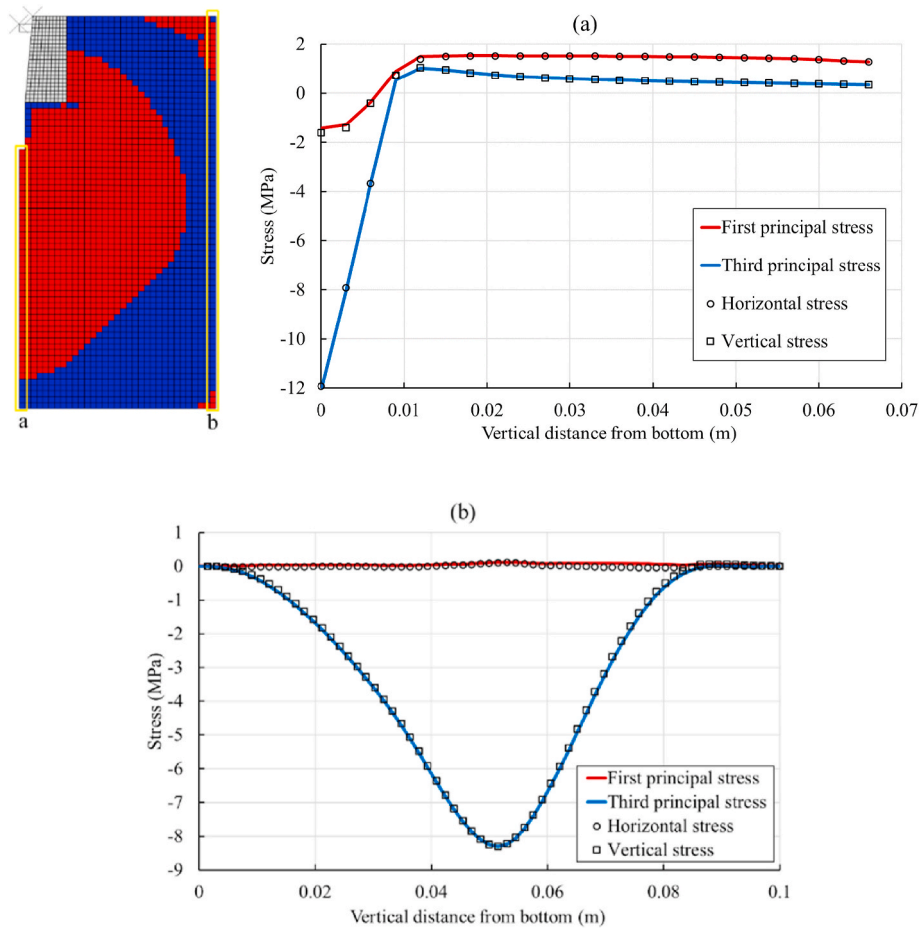 a
b
(a)
2
0
-2
-4
-6
-8
-10
-12
Stress (MPa)
First principal stress
Third principal stress
Horizontal stress
Vertical stress
0
0.01
0.02
0.03
0.04
0.05
0.06
0.07
Vertical distance from bottom (m)
(b)
1
0
-1
-2
-3
-4
-5
-6
-7
-8
-9
Stress (MPa)
First principal stress
Third principal stress
Horizontal stress
Vertical stress
0
0.02
0.04
0.06
0.08
0.1
Vertical distance from bottom (m)